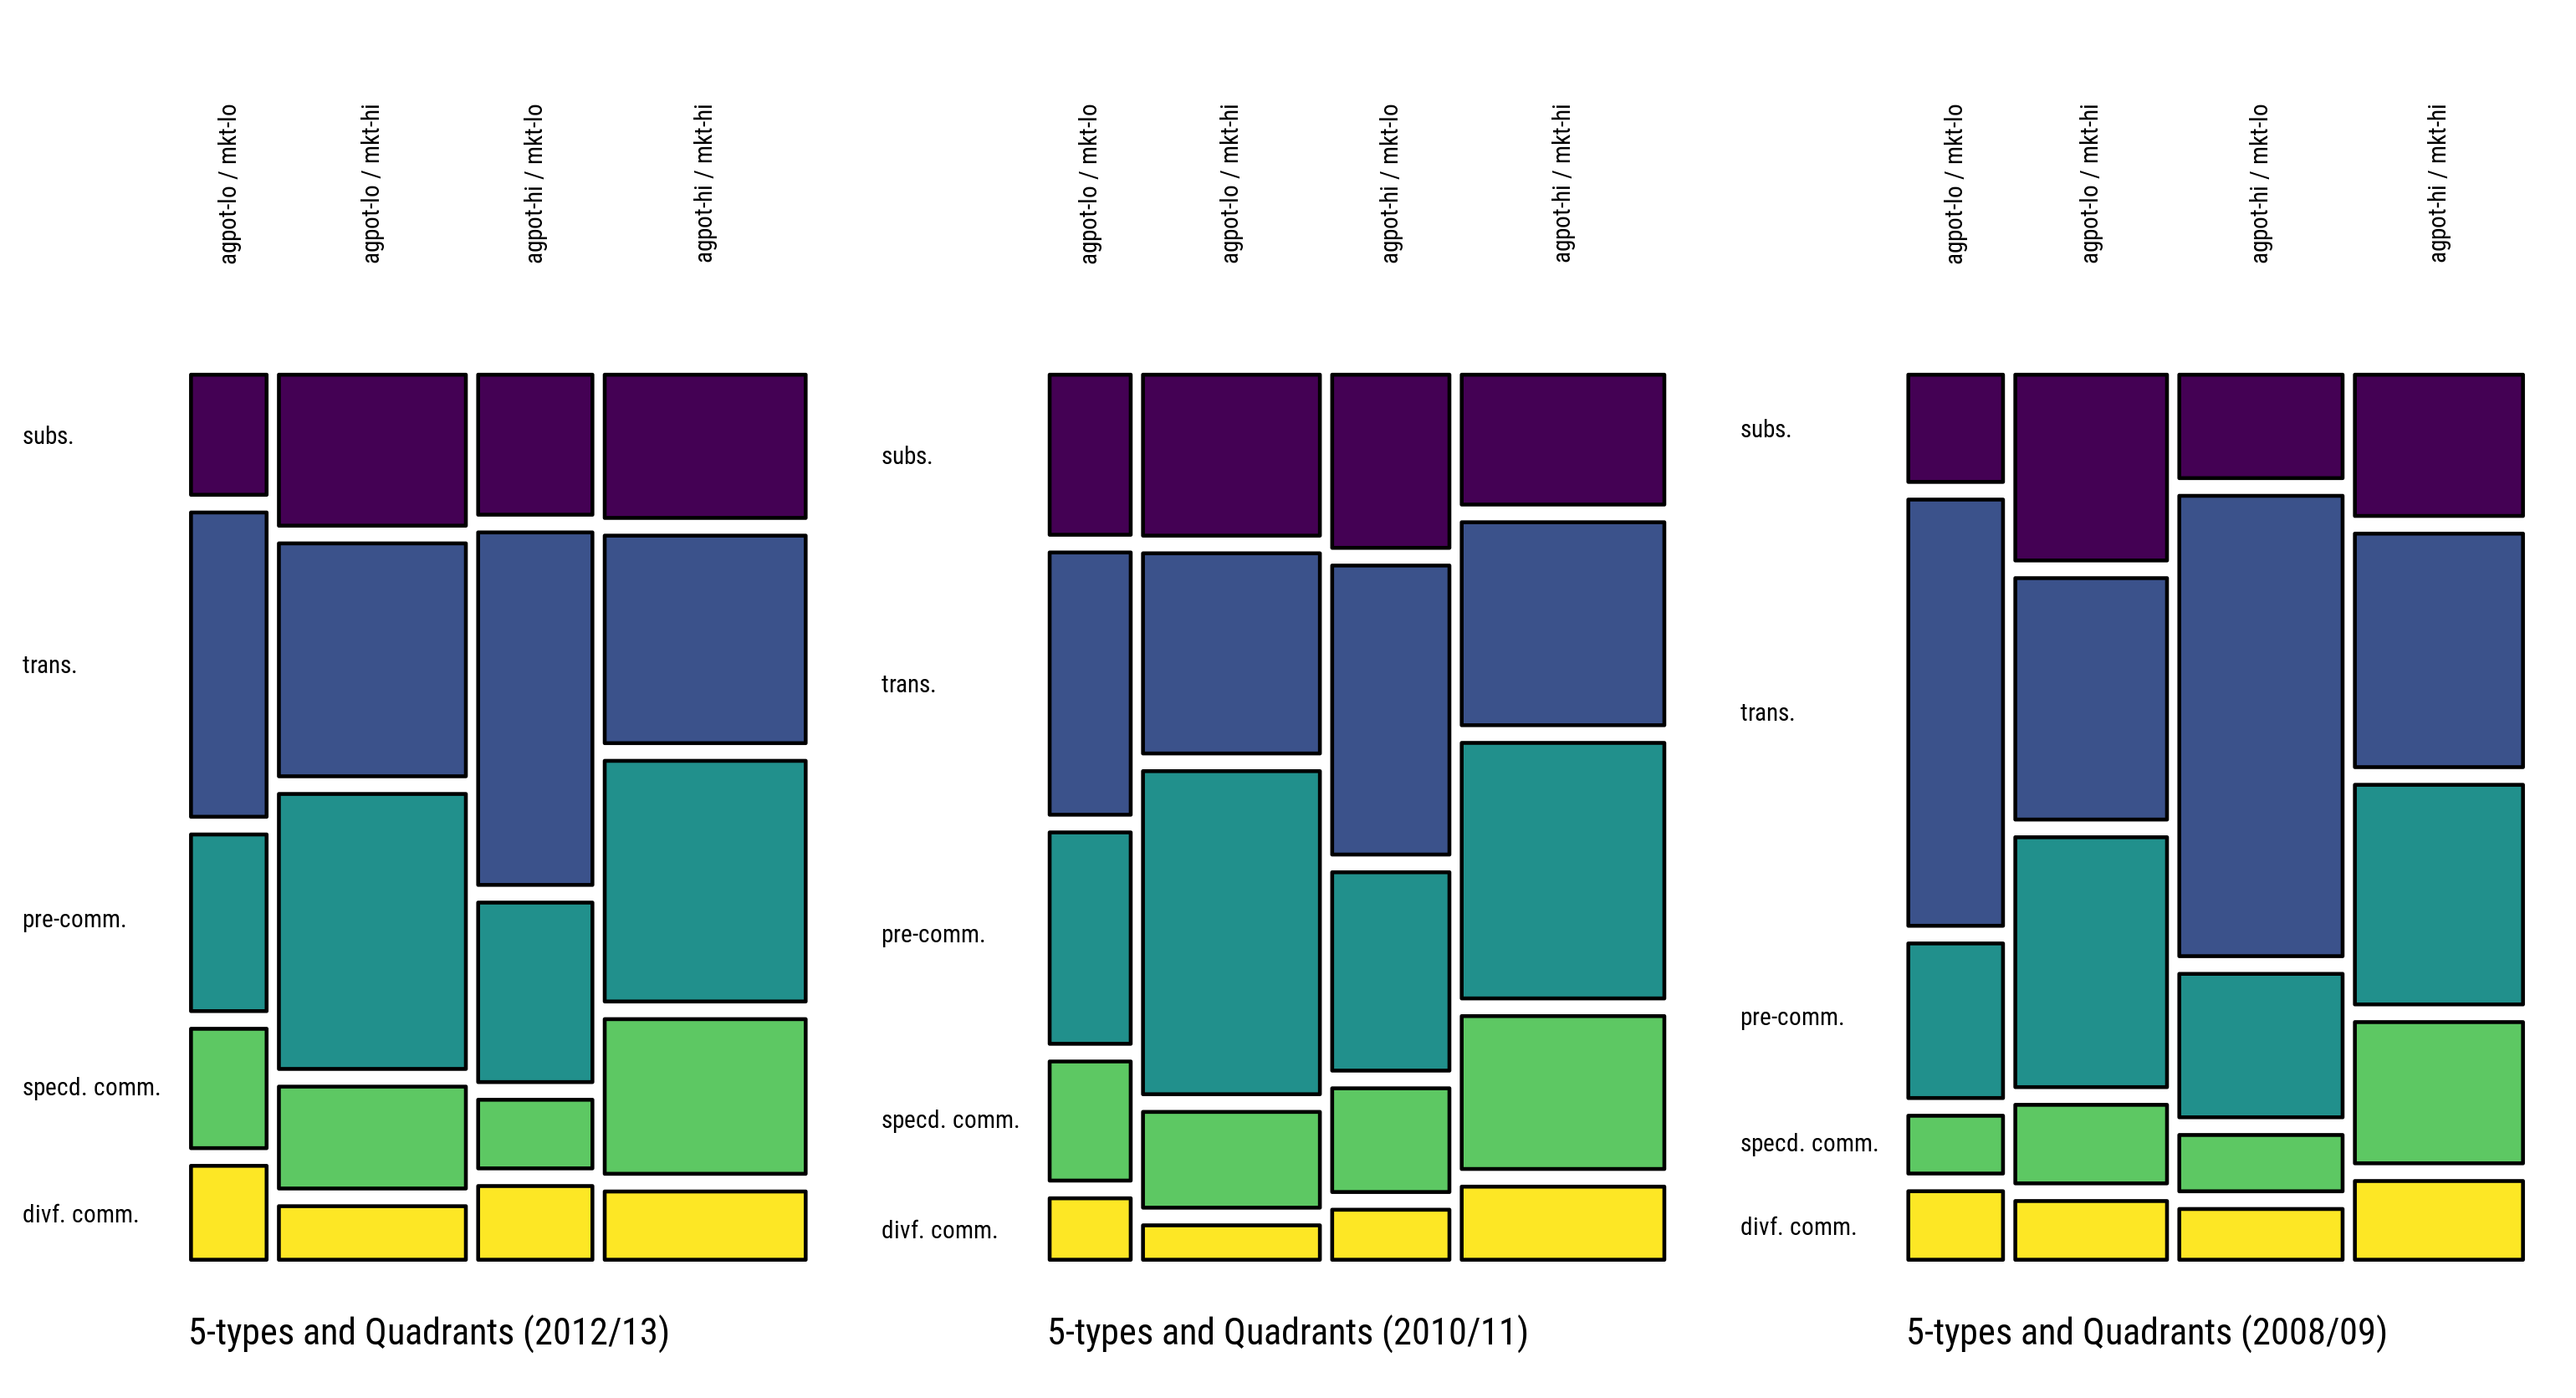 agpot-lo / mkt-lo
agpot-lo / mkt-hi
agpot-hi / mkt-lo
agpot-hi / mkt-hi
subs.
trans.
pre-comm.
specd. comm.
divf. comm.
5-types and Quadrants (2012/13)
agpot-lo / mkt-lo
agpot-lo / mkt-hi
agpot-hi / mkt-lo
agpot-hi / mkt-hi
subs.
trans.
pre-comm.
specd. comm.
divf. comm.
5-types and Quadrants (2010/11)
agpot-lo / mkt-lo
agpot-lo / mkt-hi
agpot-hi / mkt-lo
agpot-hi / mkt-hi
subs.
trans.
pre-comm.
specd. comm.
divf. comm.
5-types and Quadrants (2008/09)